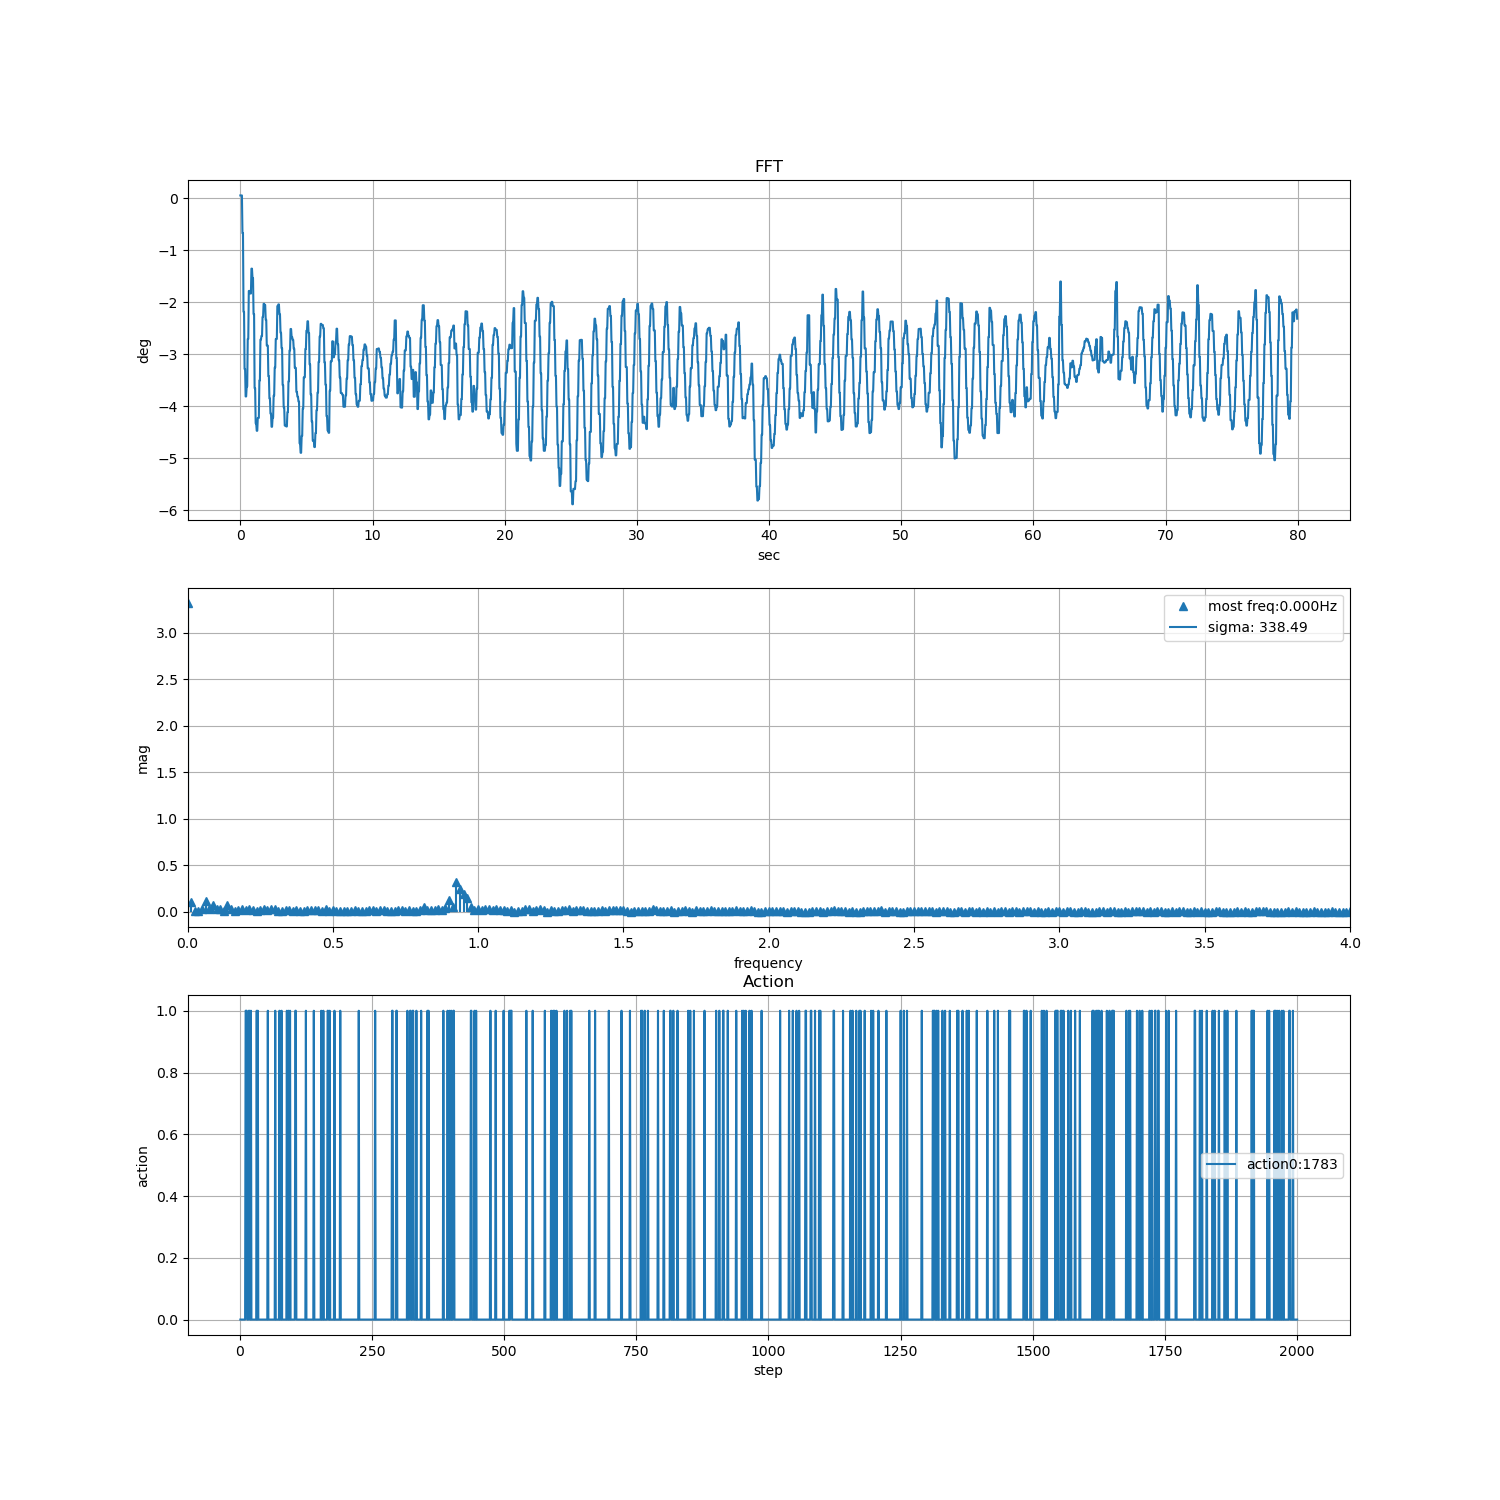 FFT
0
−1
−2
−3
−4
−5
−6
deg
0 10 20 30 40 50 60 70 80
sec
most freq:0.000Hz
sigma: 338.49
3.0
2.5
2.0
1.5
1.0
0.5
0.0
mag
0.0 0.5 1.0 1.5 2.0 2.5 3.0 3.5 4.0
frequency
Action
1.0
0.8
0.6
0.4
0.2
0.0
action
action0:1783
0 250 500 750 1000 1250 1500 1750 2000
step